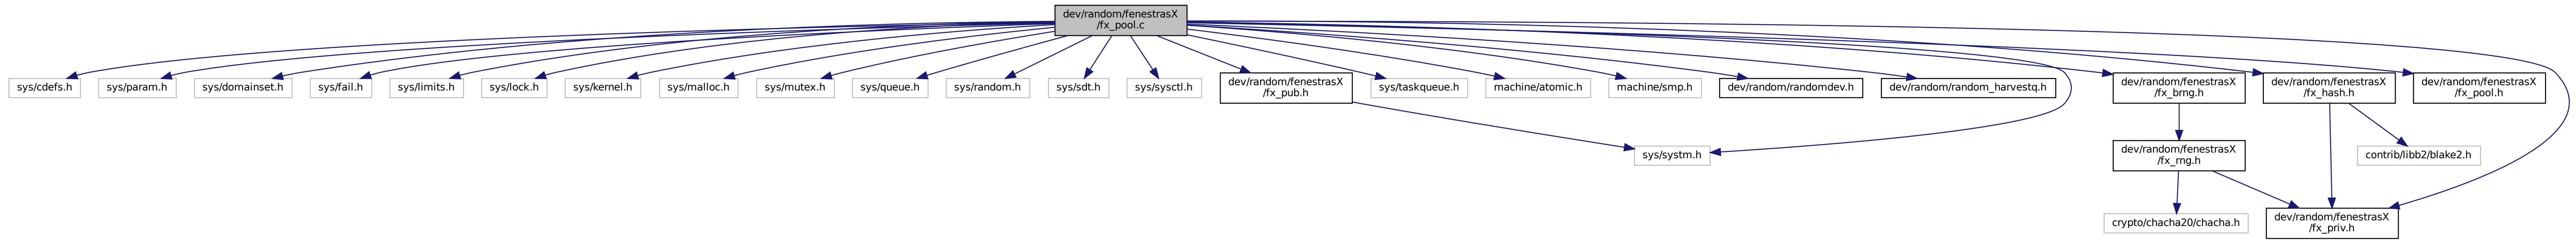 dev/random/fenestrasX
/fx_pool.c
sys/cdefs.h
sys/param.h
sys/domainset.h
sys/fail.h
sys/limits.h
sys/lock.h
sys/kernel.h
sys/malloc.h
sys/mutex.h
sys/queue.h
sys/random.h
sys/sdt.h
sys/sysctl.h
dev/random/fenestrasX
/fx_pub.h
sys/taskqueue.h
machine/atomic.h
machine/smp.h
dev/random/randomdev.h
dev/random/random_harvestq.h
dev/random/fenestrasX
/fx_brng.h
dev/random/fenestrasX
/fx_hash.h
dev/random/fenestrasX
/fx_pool.h
sys/systm.h
dev/random/fenestrasX
/fx_rng.h
contrib/libb2/blake2.h
crypto/chacha20/chacha.h
dev/random/fenestrasX
/fx_priv.h